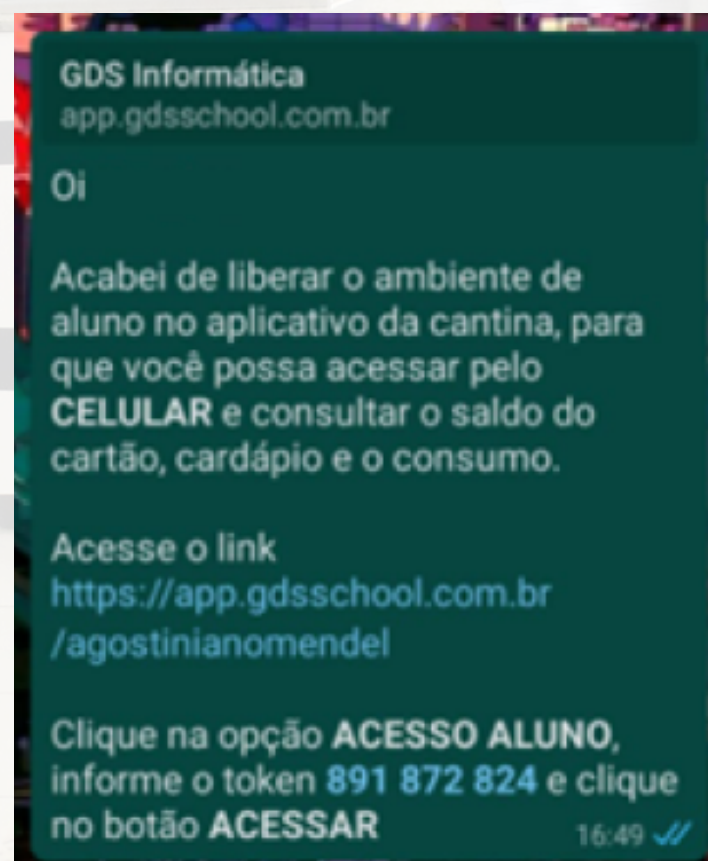 GDS Informática
app.gdsschool.com.br
Oi
Acabei de liberar o ambiente de
aluno no aplicativo da cantina, para
que você possa acessar pelo
CELULAR e consultar o saldo do
cartão, cardápio e o consumo.
Acesse o link
https://app.gdsschool.com.br
/agostinianomendel
Clique na opção ACESSO ALUNO,
informe o token 891 872 824 e clique
no botão ACESSAR
16:49